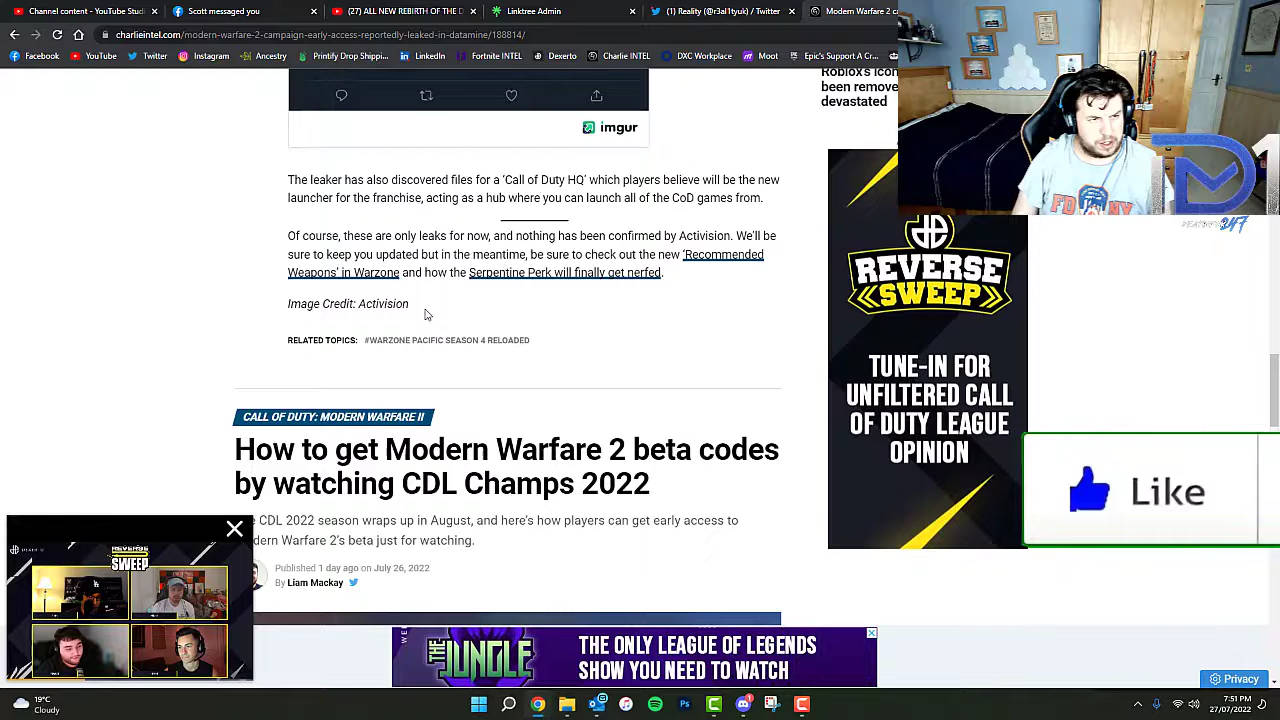 (20) YouTube Studio
Scott messaged you
(27) ALL NEW REBIRTH OF THE D
Linktree Admin
(1) Reality (@r3al1tyuk) / Twitter
Modern Warfare 2 c
charlieintel.com/modern-warfare-2-campaign-early-access-reportedly-leaked-in-datamine/188814/
Facebook
YouTube
Twitter
Instagram
Ancestry
Printify Drop Shippi...
LinkedIn
Fortnite INTEL
Dexerto
Charlie INTEL
DXC Workplace
Moot
Epic's Support A Cr...
Roblox's icon
been remove
devastated
imgur
The leaker has also discovered files for a 'Call of Duty HQ' which players believe will be the new
launcher for the franchise, acting as a hub where you can launch all of the CoD games from.
Of course, these are only leaks for now, and nothing has been confirmed by Activision. We'll be
sure to keep you updated but in the meantime, be sure to check out the new 'Recommended
Weapons' in Warzone and how the Serpentine Perk will finally get nerfed.
Image Credit: Activision
RELATED TOPICS: #WARZONE PACIFIC SEASON 4 RELOADED
CALL OF DUTY: MODERN WARFARE II
How to get Modern Warfare 2 beta codes
by watching CDL Champs 2022
CDL 2022 season wraps up in August, and here's how players can get early access to
dern Warfare 2's beta just for watching.
Published 1 day ago on July 26, 2022
By Liam Mackay
REVERSE
SWEEP
TUNE-IN FOR
UNFILTERED CALL
OF DUTY LEAGUE
OPINION
FDNY
D1
247
Like
REVERSE
SWEEP
THE
JUNGLE
THE ONLY LEAGUE OF LEGENDS
SHOW YOU NEED TO WATCH
Privacy
19°C
Cloudy
7:51 PM
27/07/2022